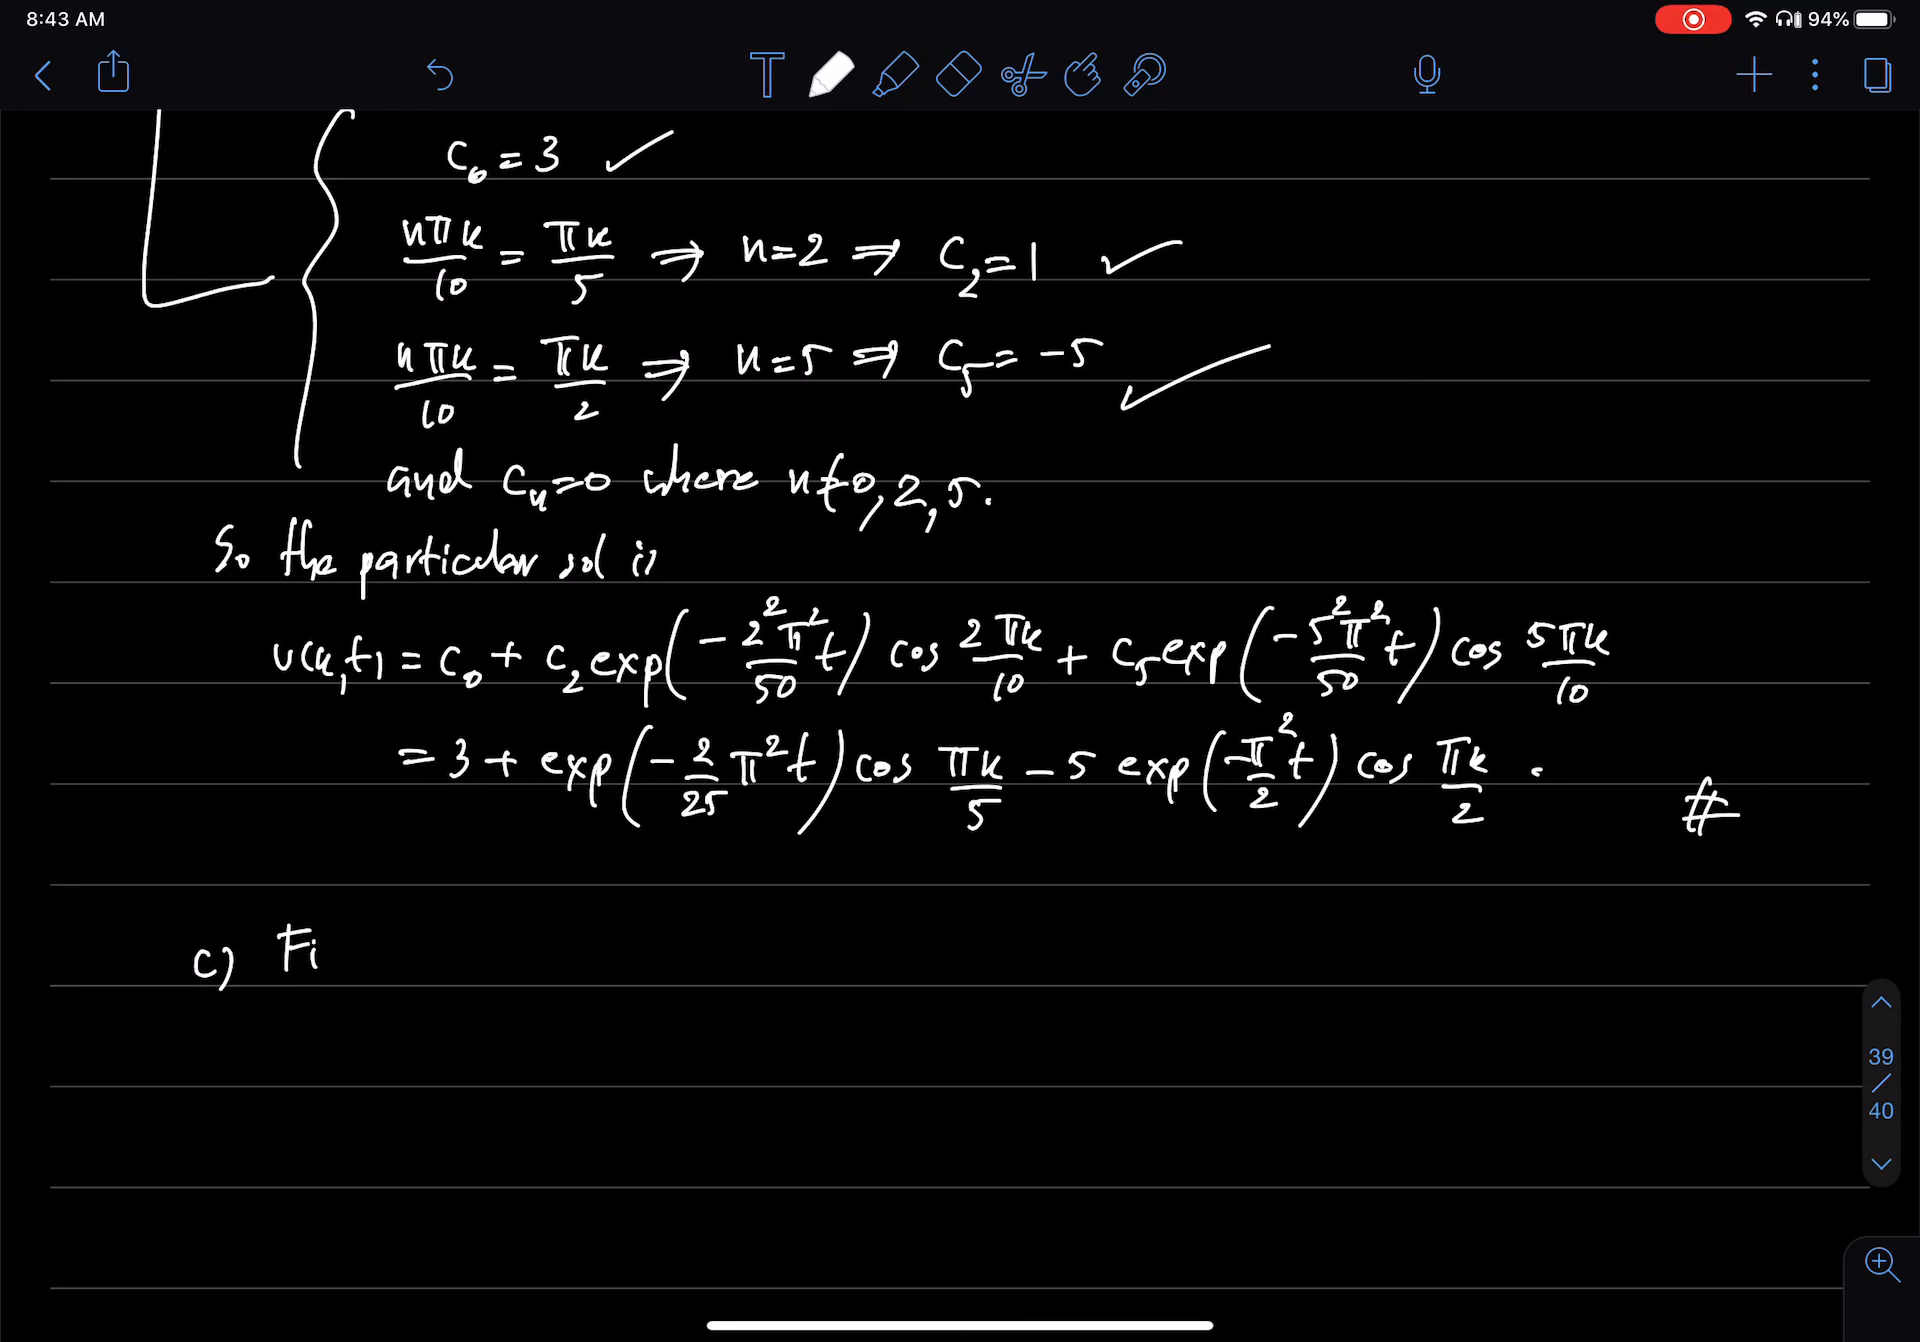 8:43 AM
94%
T
C₀ = 3 ✓
nπx/10 = πx/5 ⇒ n=2 ⇒ C₂=1 ✓
nπx/10 = πx/2 ⇒ n=5 ⇒ C₅=-5 ✓
and Cₙ=0 where n≠0,2,5.
So the particular sol is
u(x,t) = C₀ + C₂ exp(-2²π²t/50) cos 2πx/10 + C₅ exp(-5²π²t/50) cos 5πx/10
= 3 + exp(-2/25 π²t) cos πx/5 - 5 exp(-π²/2 t) cos πx/2 .
#
c) Fi
39
/
40